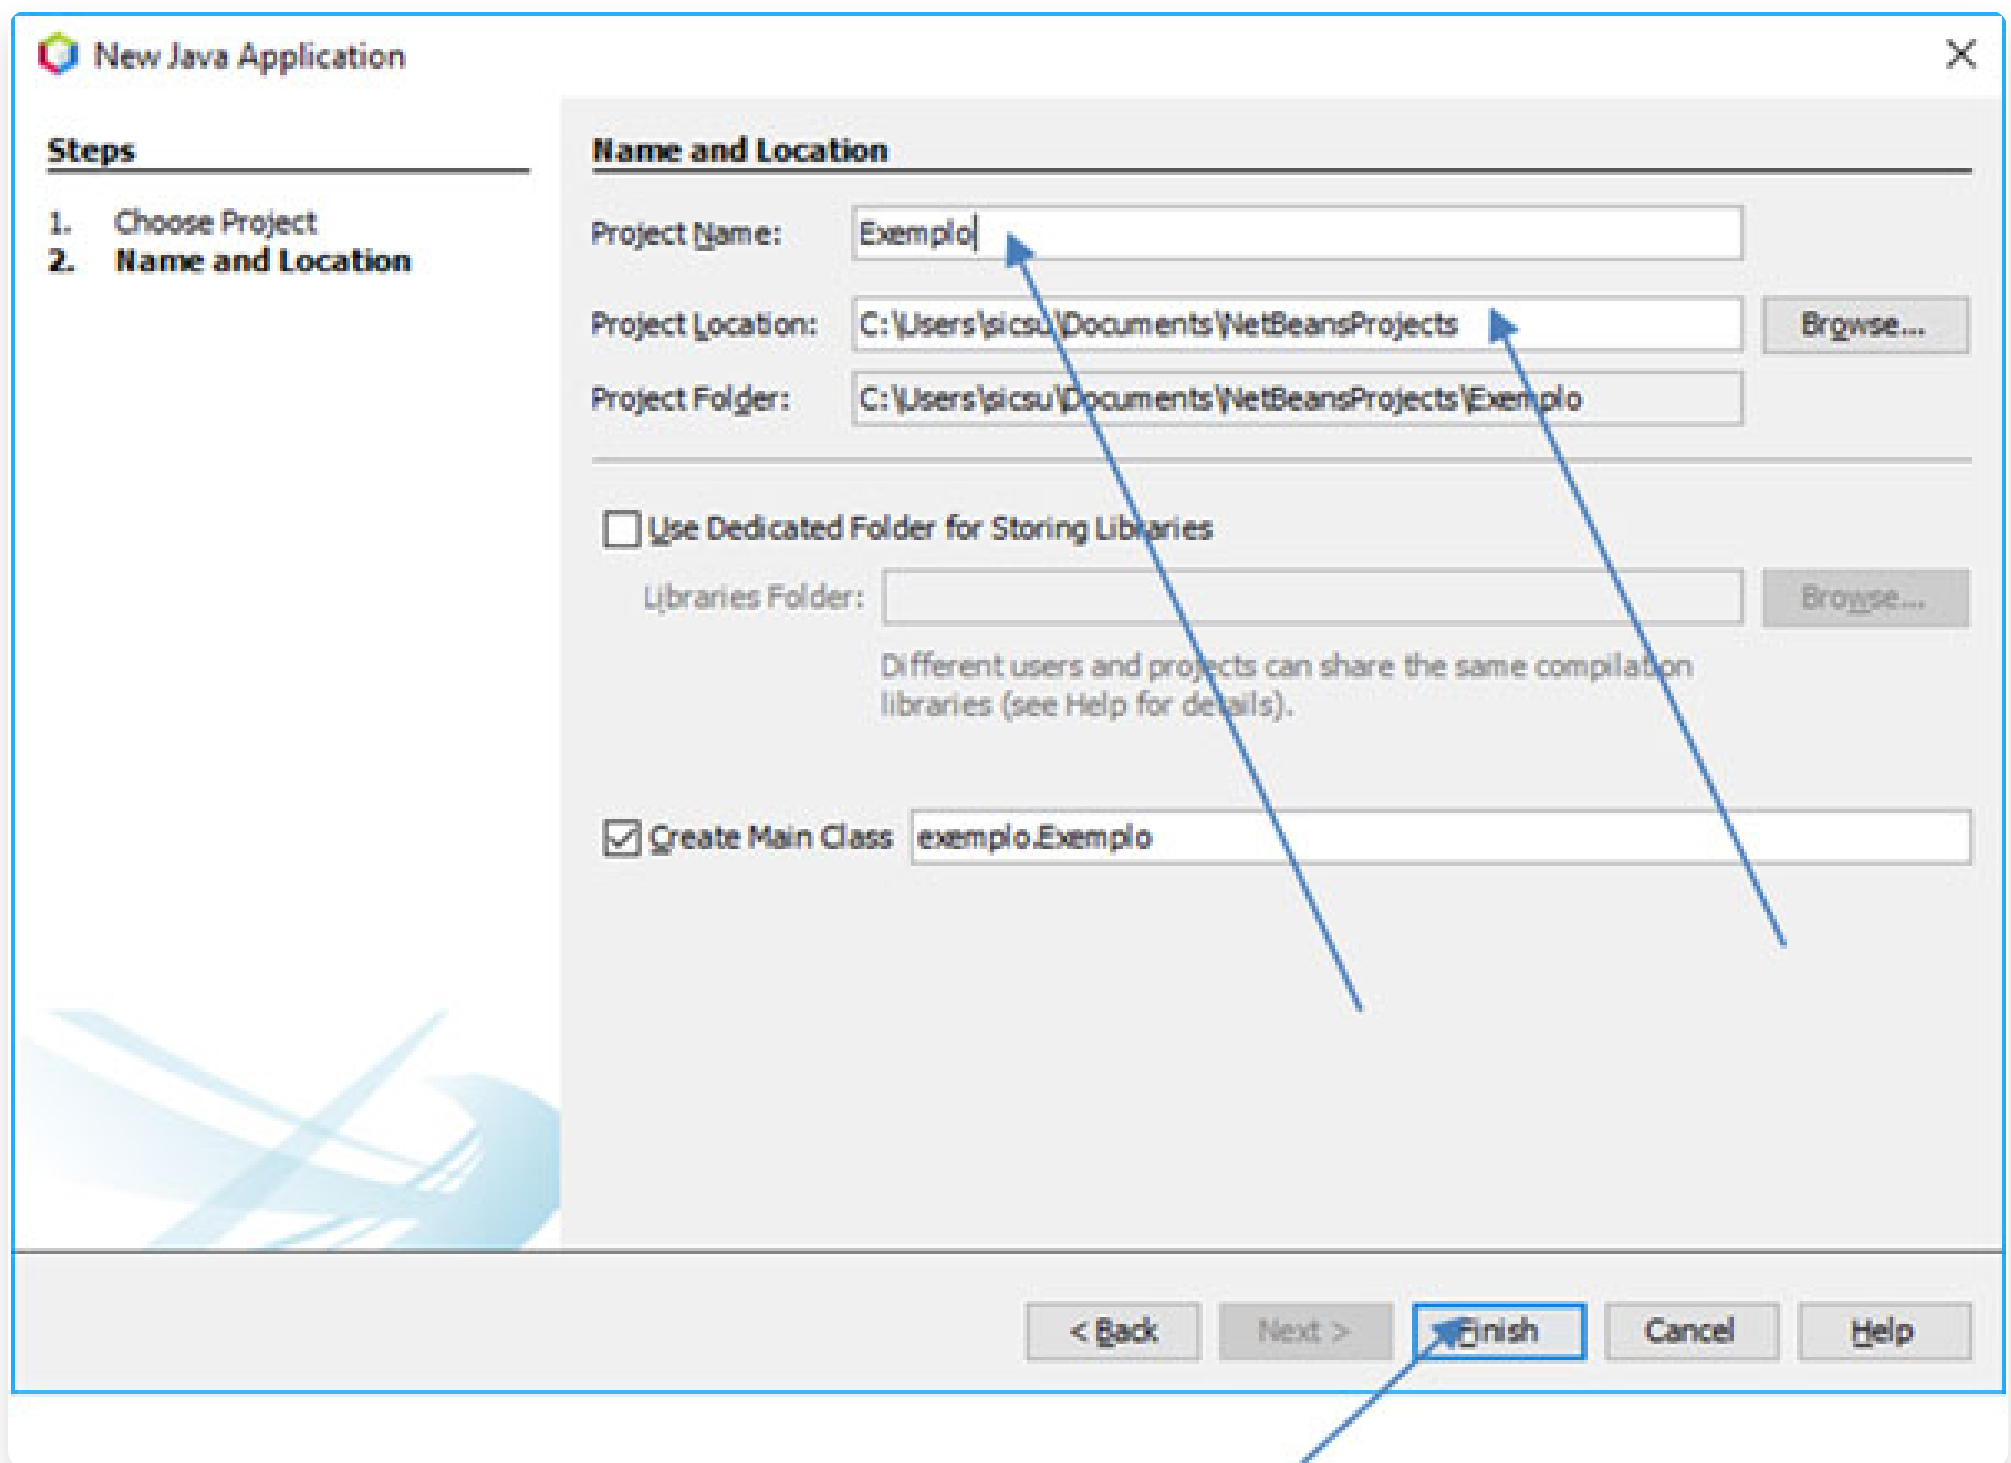 New Java Application
Steps
1. Choose Project
2. Name and Location
Name and Location
Project Name: Exemplo
Project Location: C:\Users\sicsu\Documents\NetBeansProjects Browse...
Project Folder: C:\Users\sicsu\Documents\NetBeansProjects\Exemplo
Use Dedicated Folder for Storing Libraries
Libraries Folder: Browse...
Different users and projects can share the same compilation
libraries (see Help for details).
Create Main Class exemplo.Exemplo
< Back Next > Finish Cancel Help